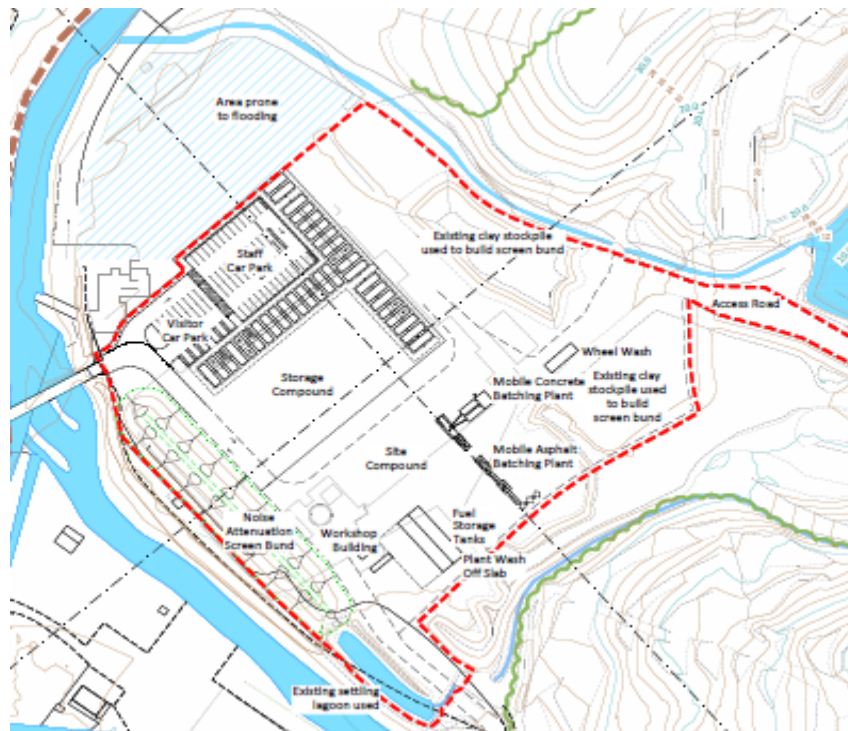 Area prone
to flooding
Existing clay stockpile
used to build screen bund
Staff
Car Park
Access Road
Visitor
Car Park
Wheel Wash
Storage
Compound
Mobile Concrete
Batching Plant
Existing clay
stockpile used
to build
screen bund
Site
Compound
Mobile Asphalt
Batching Plant
Noise
Attenuation
Screen Bund
Workshop
Building
Fuel
Storage
Tanks
Plant Wash
Off Slab
Existing settling
lagoon used